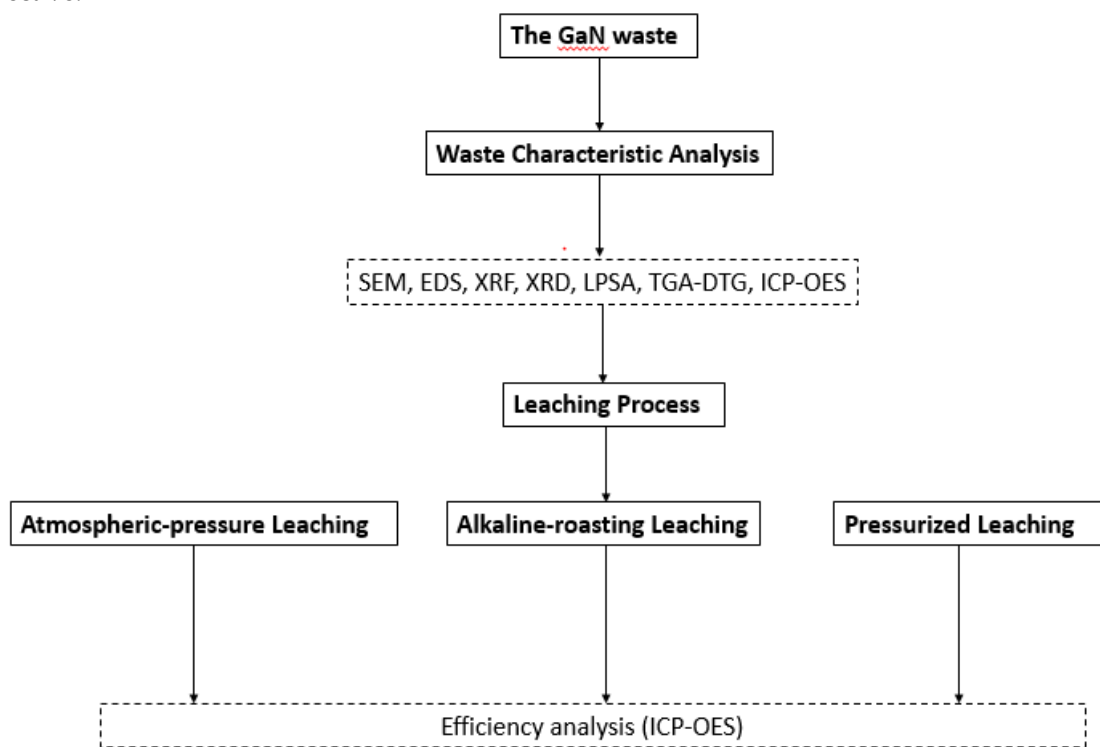 The GaN waste
Waste Characteristic Analysis
SEM, EDS, XRF, XRD, LPSA, TGA-DTG, ICP-OES
Leaching Process
Atmospheric-pressure Leaching
Alkaline-roasting Leaching
Pressurized Leaching
Efficiency analysis (ICP-OES)